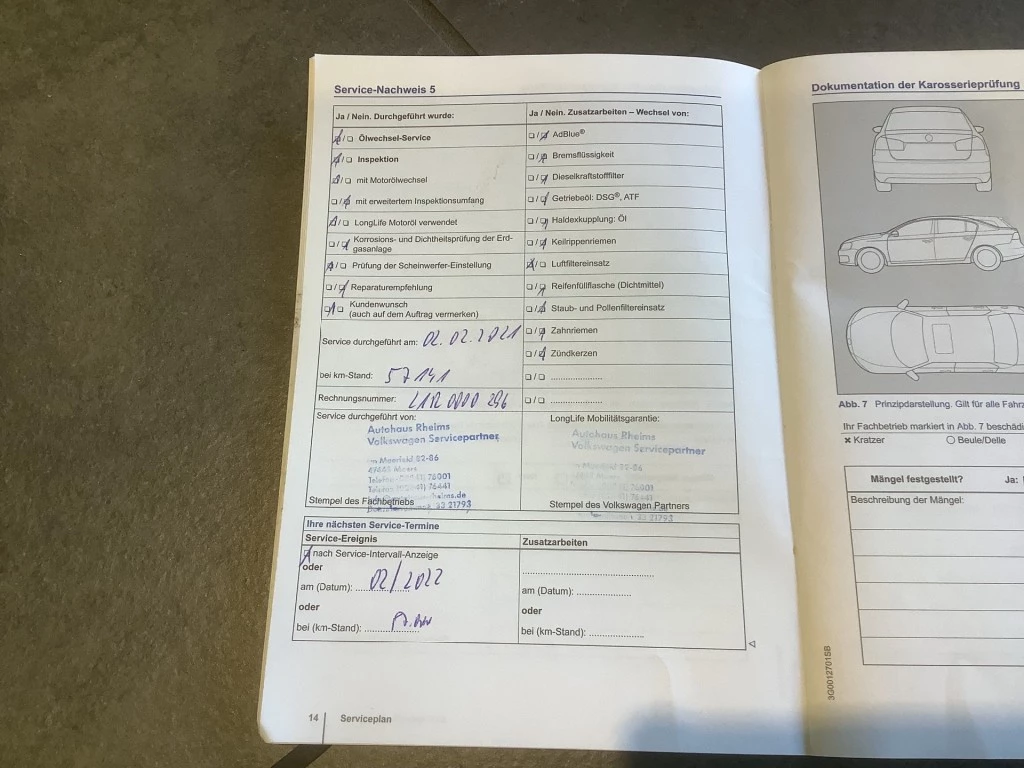 Service-Nachweis 5
Ja / Nein. Durchgeführt wurde:
Ölwechsel-Service
Inspektion
mit Motorölwechsel
mit erweitertem Inspektionsumfang
LongLife Motoröl verwendet
Korrosions- und Dichtheitsprüfung der Erd-
gasanlage
Prüfung der Scheinwerfer-Einstellung
Reparaturempfehlung
Kundenwunsch
(auch auf dem Auftrag vermerken)
Service durchgeführt am: 02.02.2021
bei km-Stand: 57141
Rechnungsnummer: L1R 0000 296
Service durchgeführt von:
Autohaus Rheims
Volkswagen Servicepartner
Stempel des Fachbetriebs
Ja / Nein. Zusatzarbeiten – Wechsel von:
AdBlue®
Bremsflüssigkeit
Dieselkraftstofffilter
Getriebeöl: DSG®, ATF
Haldexkupplung: Öl
Keilrippenriemen
Luftfiltereinsatz
Reifenfüllflasche (Dichtmittel)
Staub- und Pollenfiltereinsatz
Zahnriemen
Zündkerzen
LongLife Mobilitätsgarantie:
Autohaus Rheims
Volkswagen Servicepartner
Stempel des Volkswagen Partners
Ihre nächsten Service-Termine
Service-Ereignis
nach Service-Intervall-Anzeige
oder
am (Datum): 02/2022
oder
bei (km-Stand):
Zusatzarbeiten
am (Datum):
oder
bei (km-Stand):
14 Serviceplan
Dokumentation der Karosserieprüfung
Abb. 7 Prinzipdarstellung. Gilt für alle
Ihr Fachbetrieb markiert in Abb. 7
Kratzer
Beule/Delle
Mängel festgestellt? Ja:
Beschreibung der Mängel:
3G0012701SB